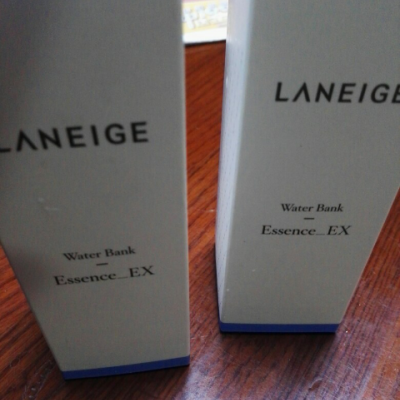 LANEIGE
Water Bank
Essence_EX
LANEIGE
Water Bank
Essence_EX